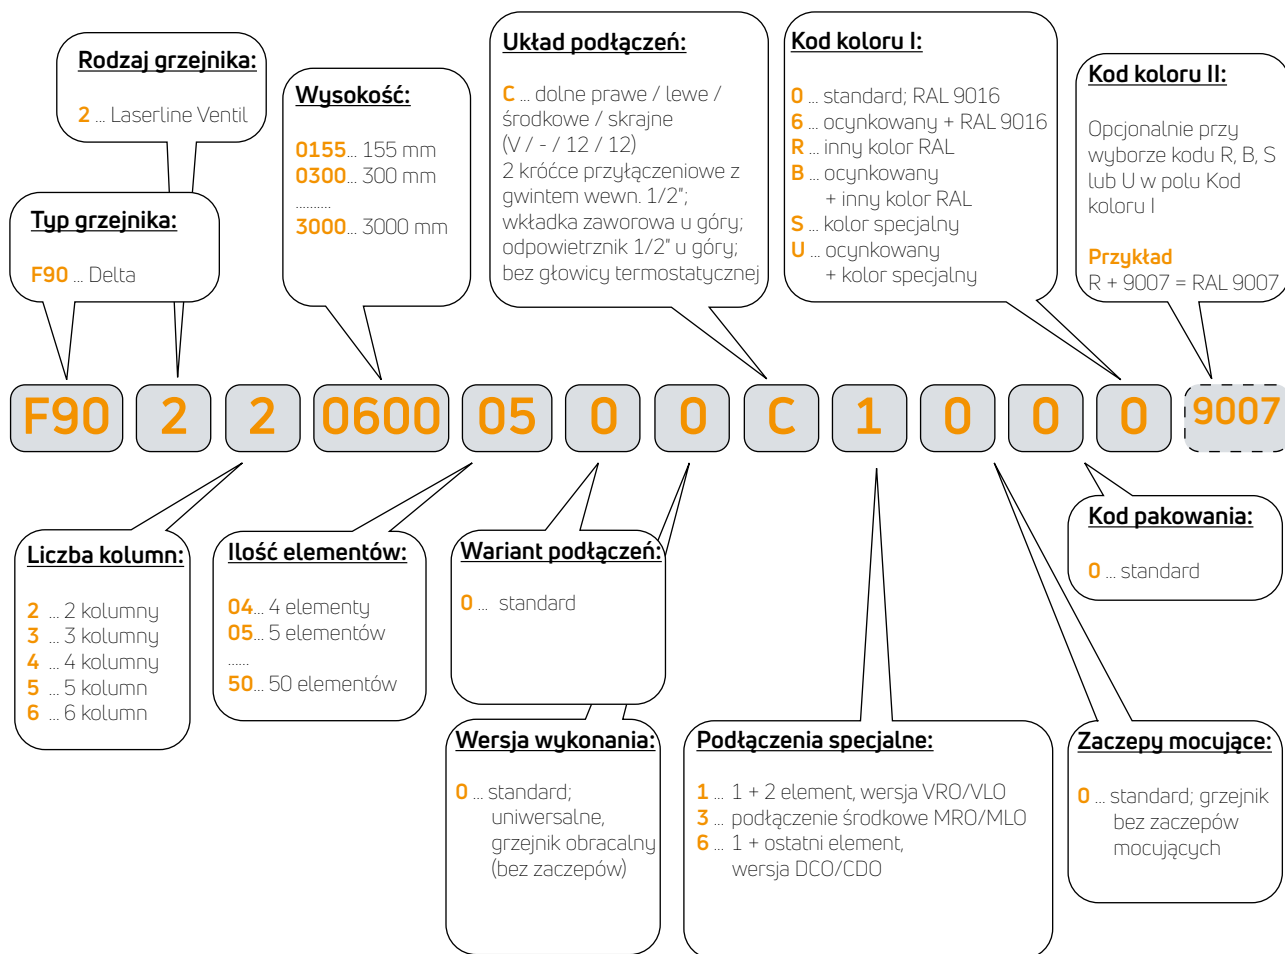 Rodzaj grzejnika:
2 ... Laserline Ventil
Typ grzejnika:
F90 ... Delta
Wysokość:
0155... 155 mm
0300... 300 mm
..........
3000... 3000 mm
Układ podłączeń:
C ... dolne prawe / lewe /
środkowe / skrajne
(V / - / 12 / 12)
2 króćce przyłączeniowe z
gwintem wewn. 1/2";
wkładka zaworowa u góry;
odpowietrznik 1/2" u góry;
bez głowicy termostatycznej
Kod koloru I:
0 ... standard; RAL 9016
6 ... ocynkowany + RAL 9016
R ... inny kolor RAL
B ... ocynkowany
+ inny kolor RAL
S ... kolor specjalny
U ... ocynkowany
+ kolor specjalny
Kod koloru II:
Opcjonalnie przy
wyborze kodu R, B, S
lub U w polu Kod
koloru I
Przykład
R + 9007 = RAL 9007
F90 2 2 0600 05 0 0 C 1 0 0 0 9007
Liczba kolumn:
2 ... 2 kolumny
3 ... 3 kolumny
4 ... 4 kolumny
5 ... 5 kolumn
6 ... 6 kolumn
Ilość elementów:
04... 4 elementy
05... 5 elementów
......
50... 50 elementów
Wariant podłączeń:
0 ... standard
Kod pakowania:
0 ... standard
Wersja wykonania:
0 ... standard;
uniwersalne,
grzejnik obracalny
(bez zaczepów)
Podłączenia specjalne:
1 ... 1 + 2 element, wersja VRO/VLO
3 ... podłączenie środkowe MRO/MLO
6 ... 1 + ostatni element,
wersja DCO/CDO
Zaczepy mocujące:
0 ... standard; grzejnik
bez zaczepów
mocujących